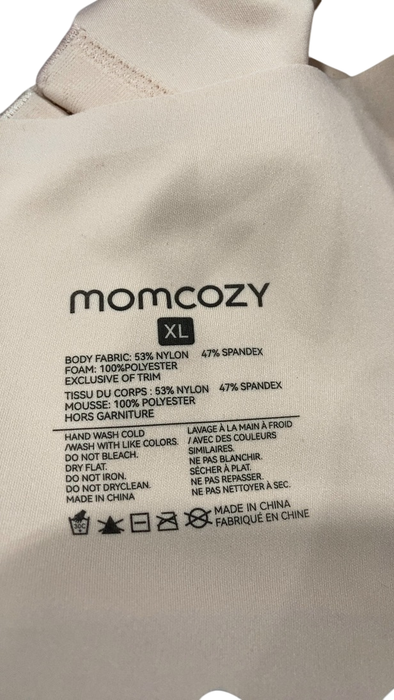 momcozy
XL
BODY FABRIC: 53% NYLON 47% SPANDEX
FOAM: 100%POLYESTER
EXCLUSIVE OF TRIM
TISSU DU CORPS : 53% NYLON 47% SPANDEX
MOUSSE: 100% POLYESTER
HORS GARNITURE
HAND WASH COLD
/WASH WITH LIKE COLORS.
DO NOT BLEACH.
DRY FLAT.
DO NOT IRON.
DO NOT DRYCLEAN.
MADE IN CHINA
LAVAGE À LA MAIN À FROID
/ AVEC DES COULEURS
SIMILAIRES.
NE PAS BLANCHIR.
SÉCHER À PLAT.
NE PAS REPASSER.
NE PAS NETTOYER À SEC.
30C
MADE IN CHINA
FABRIQUÉ EN CHINE